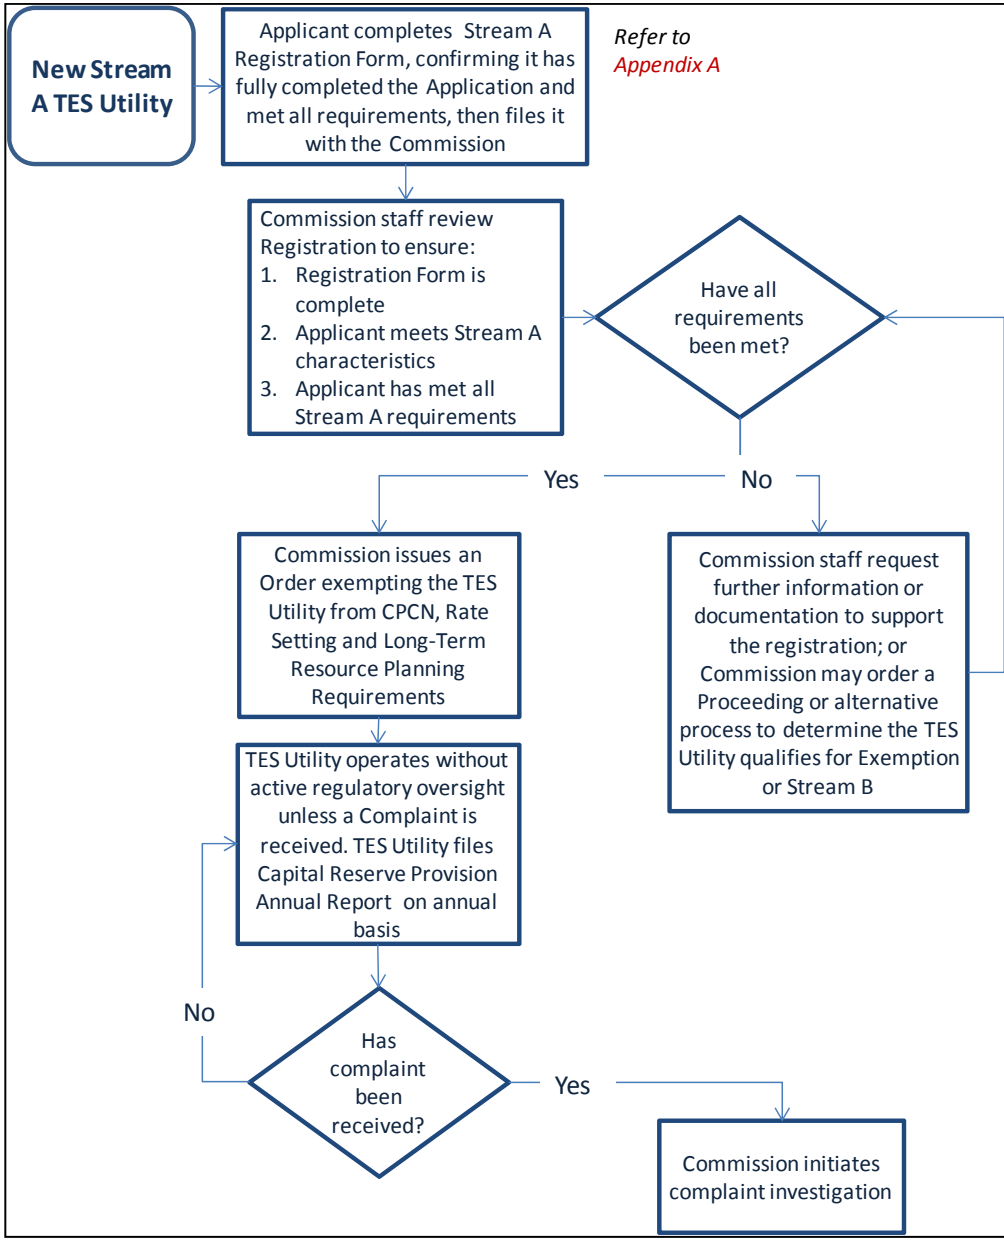 New Stream
A TES Utility
Applicant completes Stream A
Registration Form, confirming it has
fully completed the Application and
met all requirements, then files it
with the Commission
Refer to
Appendix A
Commission staff review
Registration to ensure:
1. Registration Form is
complete
2. Applicant meets Stream A
characteristics
3. Applicant has met all
Stream A requirements
Have all
requirements
been met?
Yes
No
Commission issues an
Order exempting the TES
Utility from CPCN, Rate
Setting and Long-Term
Resource Planning
Requirements
Commission staff request
further information or
documentation to support
the registration; or
Commission may order a
Proceeding or alternative
process to determine the TES
Utility qualifies for Exemption
or Stream B
TES Utility operates without
active regulatory oversight
unless a Complaint is
received. TES Utility files
Capital Reserve Provision
Annual Report on annual
basis
No
Has
complaint
been
received?
Yes
Commission initiates
complaint investigation